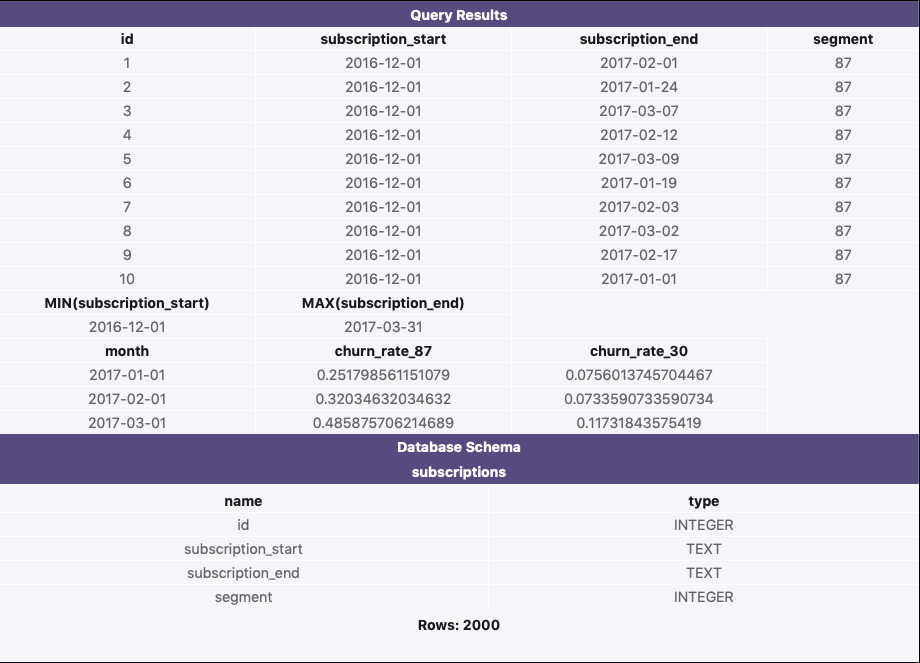 Query Results
id subscription_start subscription_end segment
1 2016-12-01 2017-02-01 87
2 2016-12-01 2017-01-24 87
3 2016-12-01 2017-03-07 87
4 2016-12-01 2017-02-12 87
5 2016-12-01 2017-03-09 87
6 2016-12-01 2017-01-19 87
7 2016-12-01 2017-02-03 87
8 2016-12-01 2017-03-02 87
9 2016-12-01 2017-02-17 87
10 2016-12-01 2017-01-01 87
MIN(subscription_start) MAX(subscription_end)
2016-12-01 2017-03-31
month churn_rate_87 churn_rate_30
2017-01-01 0.251798561151079 0.0756013745704467
2017-02-01 0.32034632034632 0.0733590733590734
2017-03-01 0.485875706214689 0.11731843575419
Database Schema
subscriptions
name type
id INTEGER
subscription_start TEXT
subscription_end TEXT
segment INTEGER
Rows: 2000